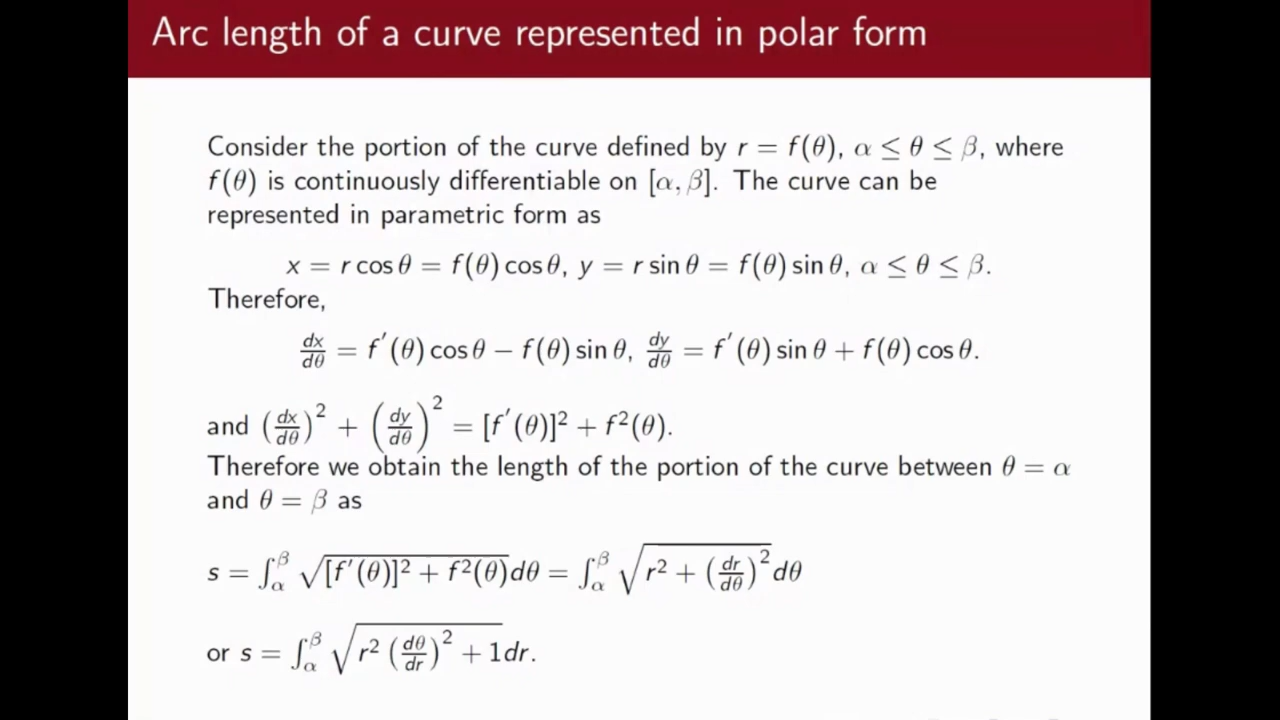 Arc length of a curve represented in polar form
Consider the portion of the curve defined by r = f(θ), α ≤ θ ≤ β, where
f(θ) is continuously differentiable on [α, β]. The curve can be
represented in parametric form as
x = r cos θ = f(θ) cos θ, y = r sin θ = f(θ) sin θ, α ≤ θ ≤ β.
Therefore,
dx/dθ = f′(θ) cos θ − f(θ) sin θ, dy/dθ = f′(θ) sin θ + f(θ) cos θ.
and (dx/dθ)² + (dy/dθ)² = [f′(θ)]² + f²(θ).
Therefore we obtain the length of the portion of the curve between θ = α
and θ = β as
s = ∫_α^β √([f′(θ)]² + f²(θ)) dθ = ∫_α^β √(r² + (dr/dθ)²) dθ
or s = ∫_α^β √(r² (dθ/dr)² + 1) dr.